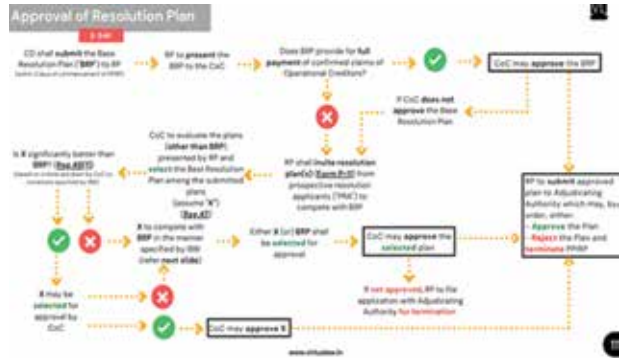 Approval of Resolution Plan
CD shall submit the Base
Resolution Plan ('BRP') to RP
RP to present the
BRP to the CoC
Does BRP provide for full
payment of confirmed claims of
Operational Creditors?
CoC may approve the BRP
If CoC does not
approve the Base
Resolution Plan
CoC to evaluate the plans
(other than BRP)
presented by RP and
select the Best Resolution
Plan among the submitted
plans
(assume "X")
Is X significantly better than
BRP?
RP shall invite resolution
plan(s) [Form P-11] from
prospective resolution
applicants ("PRA") to
compete with BRP
RP to submit approved
plan to Adjudicating
Authority which may, by
order, either:
- Approve the Plan
- Reject the Plan and
terminate PPIRP
X to compete with
BRP in the manner
specified by IBBI
(refer next slide)
Either X (or) BRP shall
be selected for
approval
CoC may approve the
selected plan
X may be
selected for
approval by
CoC
If not approved, RP to file
application with Adjudicating
Authority for termination
CoC may approve X